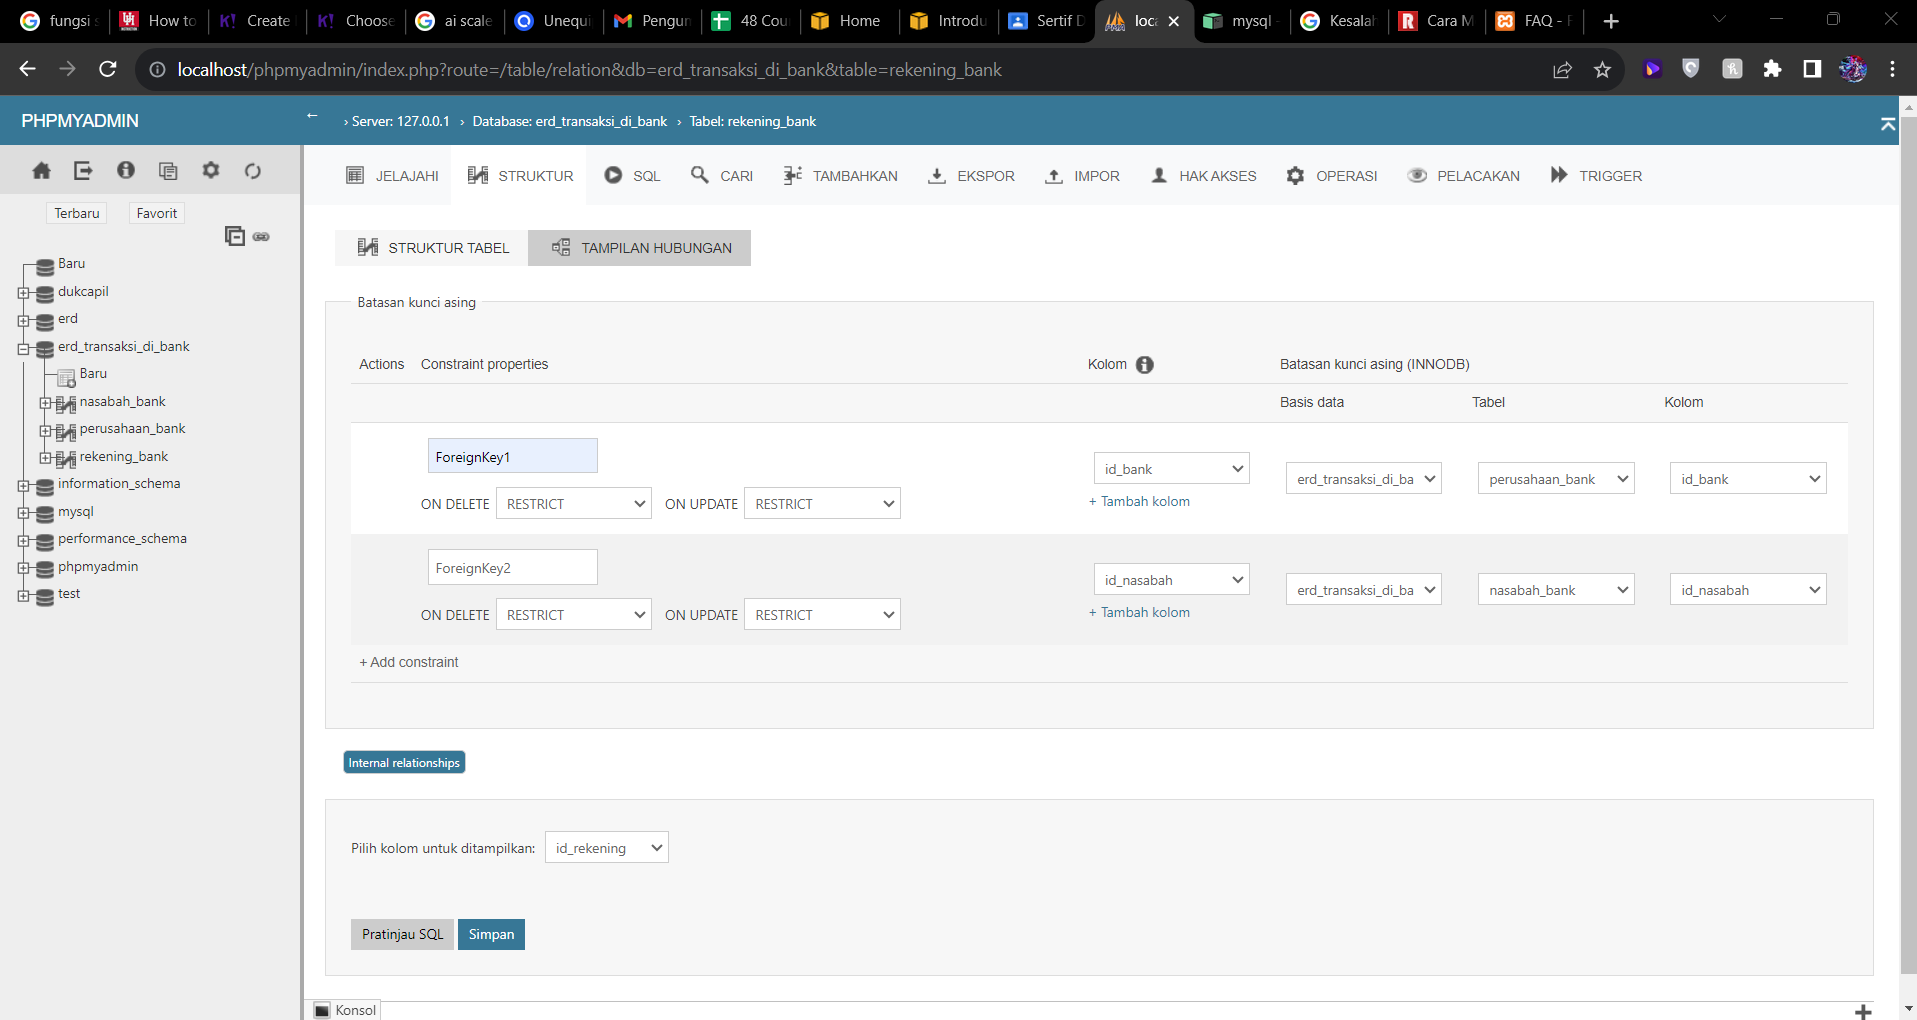 fungsi s
How to
Create
Choose
ai scale
Unequi
Pengum
48 Cou
Home
Introdu
Sertif D
loca
mysql -
Kesalah
Cara M
FAQ - F
localhost/phpmyadmin/index.php?route=/table/relation&db=erd_transaksi_di_bank&table=rekening_bank
PHPMYADMIN
← › Server: 127.0.0.1 › Database: erd_transaksi_di_bank › Tabel: rekening_bank
JELAJAHI
STRUKTUR
SQL
CARI
TAMBAHKAN
EKSPOR
IMPOR
HAK AKSES
OPERASI
PELACAKAN
TRIGGER
Terbaru
Favorit
Baru
dukcapil
erd
erd_transaksi_di_bank
Baru
nasabah_bank
perusahaan_bank
rekening_bank
information_schema
mysql
performance_schema
phpmyadmin
test
STRUKTUR TABEL
TAMPILAN HUBUNGAN
Batasan kunci asing
Actions
Constraint properties
Kolom
Batasan kunci asing (INNODB)
Basis data
Tabel
Kolom
ForeignKey1
ON DELETE RESTRICT
ON UPDATE RESTRICT
id_bank
+ Tambah kolom
erd_transaksi_di_ba
perusahaan_bank
id_bank
ForeignKey2
ON DELETE RESTRICT
ON UPDATE RESTRICT
id_nasabah
+ Tambah kolom
erd_transaksi_di_ba
nasabah_bank
id_nasabah
+ Add constraint
Internal relationships
Pilih kolom untuk ditampilkan: id_rekening
Pratinjau SQL
Simpan
Konsol